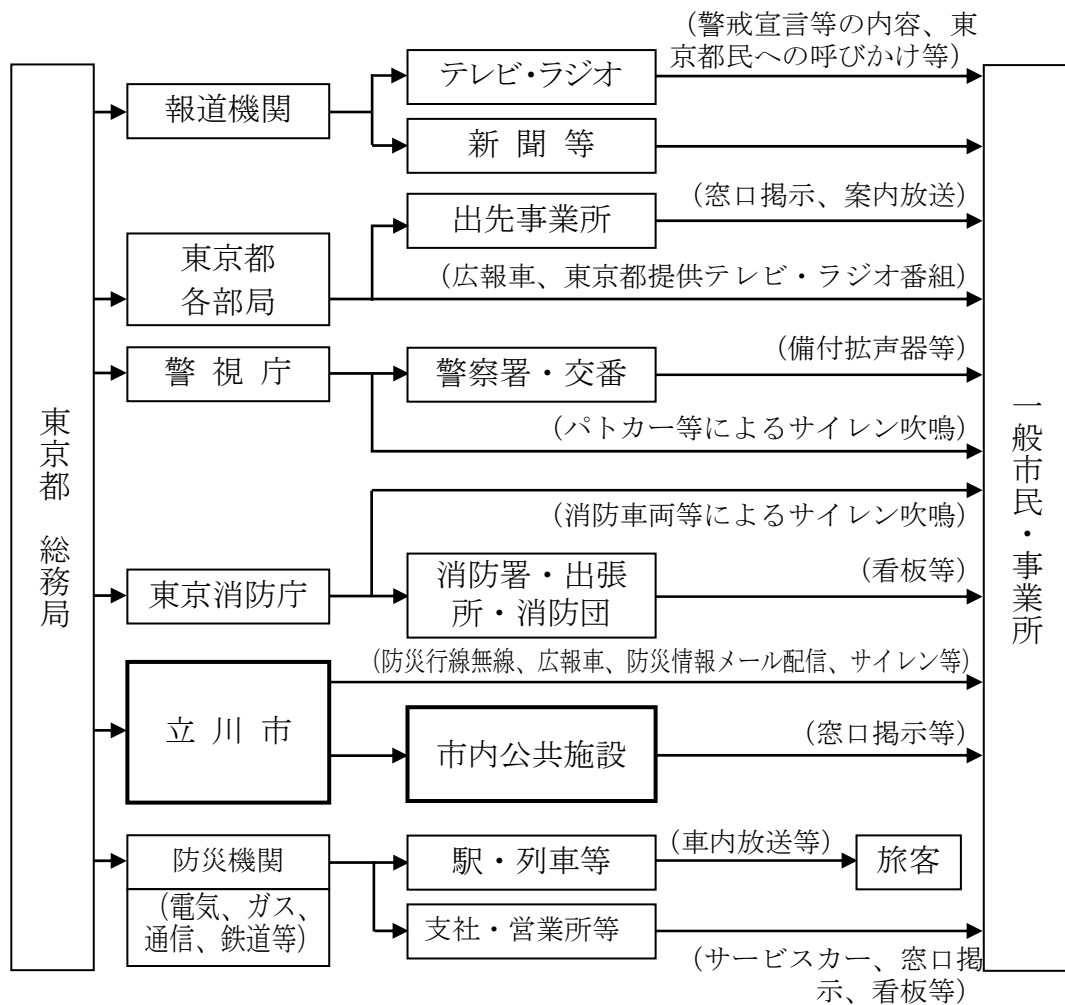 (警戒宣言等の内容、東
京都民への呼びかけ等)
テレビ・ラジオ
報道機関
新 聞 等
(窓口掲示、案内放送)
出先事業所
東京都
各部局
(広報車、東京都提供テレビ・ラジオ番組)
(備付拡声器等)
警 視 庁
警察署・交番
(パトカー等によるサイレン吹鳴)
東京都 総務局
一般市民・事業所
(消防車両等によるサイレン吹鳴)
東京消防庁
消防署・出張
所・消防団
(看板等)
(防災行線無線、広報車、防災情報メール配信、サイレン等)
立 川 市
市内公共施設
(窓口掲示等)
防災機関
(電気、ガス、
通信、鉄道等)
駅・列車等
(車内放送等)
旅客
支社・営業所等
(サービスカー、窓口掲
示、看板等)